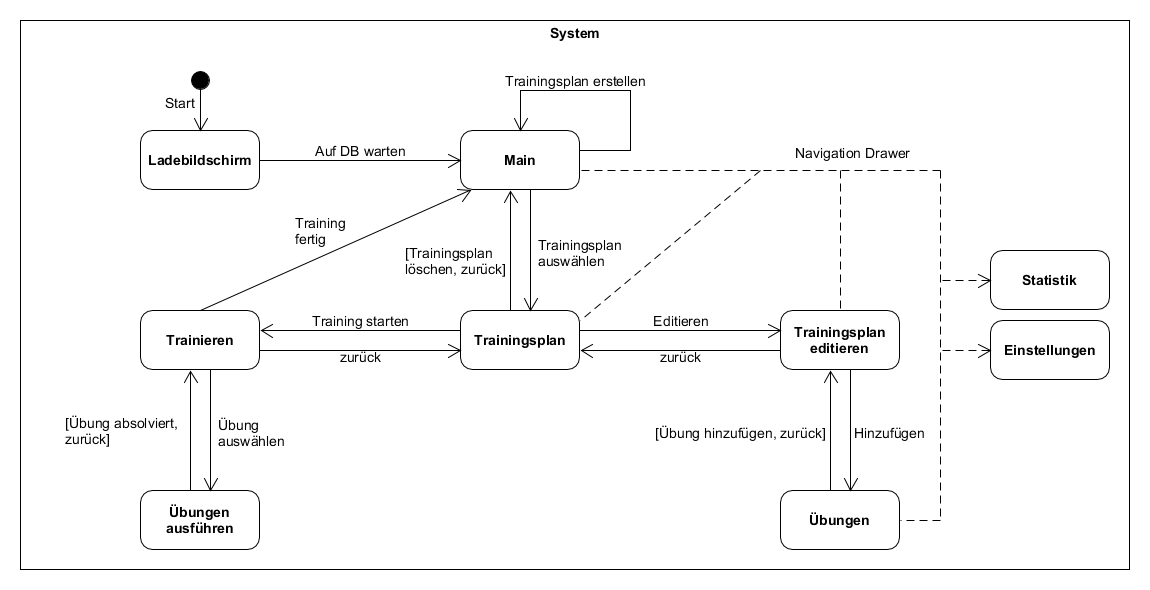 System
Start
Trainingsplan erstellen
Ladebildschirm
Auf DB warten
Main
Navigation Drawer
Training
fertig
[Trainingsplan
löschen, zurück]
Trainingsplan
auswählen
Statistik
Trainieren
Training starten
zurück
Trainingsplan
Editieren
zurück
Trainingsplan
editieren
Einstellungen
[Übung absolviert,
zurück]
Übung
auswählen
[Übung hinzufügen, zurück]
Hinzufügen
Übungen
ausführen
Übungen